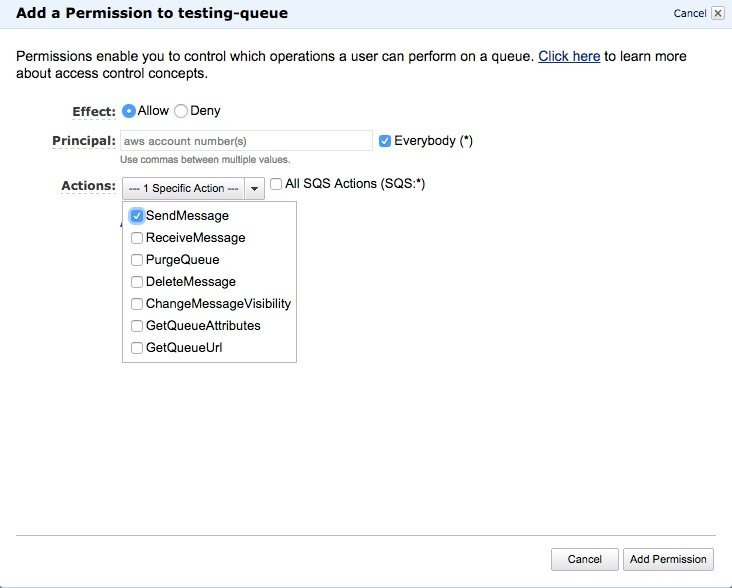 Add a Permission to testing-queue
Cancel
Permissions enable you to control which operations a user can perform on a queue. Click here to learn more
about access control concepts.
Effect: Allow Deny
Principal: aws account number(s) Everybody (*)
Use commas between multiple values.
Actions: --- 1 Specific Action --- All SQS Actions (SQS:*)
SendMessage
ReceiveMessage
PurgeQueue
DeleteMessage
ChangeMessageVisibility
GetQueueAttributes
GetQueueUrl
Cancel Add Permission